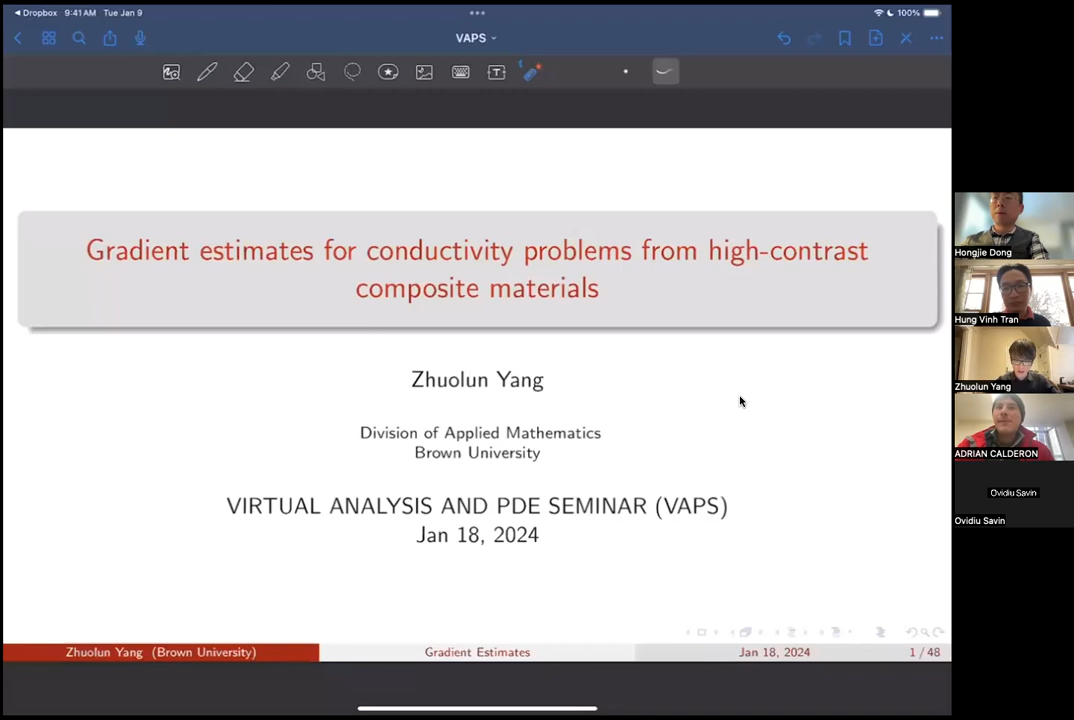 Dropbox 9:41 AM Tue Jan 9
100%
VAPS
T
Gradient estimates for conductivity problems from high-contrast
composite materials
Zhuolun Yang
Division of Applied Mathematics
Brown University
VIRTUAL ANALYSIS AND PDE SEMINAR (VAPS)
Jan 18, 2024
Zhuolun Yang (Brown University)
Gradient Estimates
Jan 18, 2024
1 / 48
Hongjie Dong
Hung Vinh Tran
Zhuolun Yang
ADRIAN CALDERON
Ovidiu Savin
Ovidiu Savin